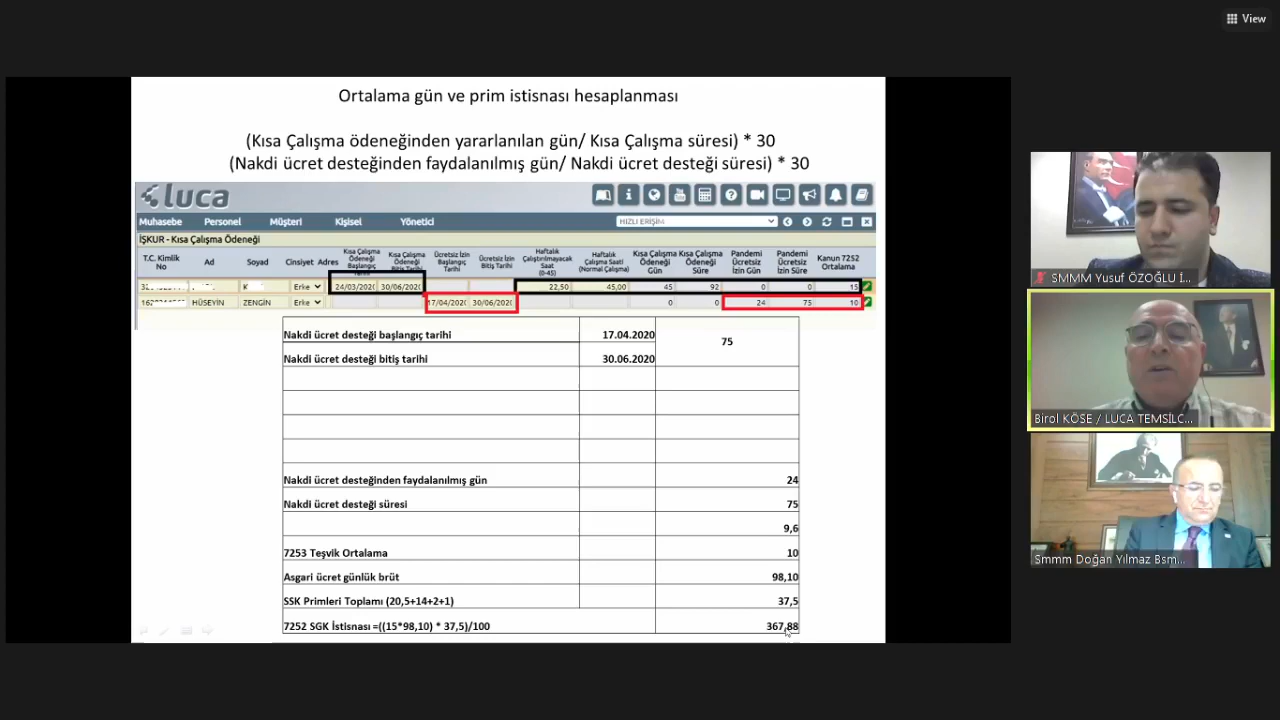 View
Ortalama gün ve prim istisnası hesaplanması
(Kısa Çalışma ödeneğinden yararlanılan gün/ Kısa Çalışma süresi) * 30
(Nakdi ücret desteğinden faydalanılmış gün/ Nakdi ücret desteği süresi) * 30
luca
Muhasebe Personel Müşteri Kişisel Yönetici HIZLI ERİŞİM
İŞKUR - Kısa Çalışma Ödeneği
T.C. Kimlik No Ad Soyad Cinsiyet Adres Kısa Çalışma Ödeneği Başlangıç Tarihi Kısa Çalışma Ödeneği Bitiş Tarihi Ücretsiz İzin Başlangıç Tarihi Ücretsiz İzin Bitiş Tarihi Haftalık Çalıştırılmayacak Saat (0-45) Haftalık Çalışma Saati (Normal Çalışma) Kısa Çalışma Ödeneği Gün Kısa Çalışma Ödeneği Süre Pandemi Ücretsiz İzin Gün Pandemi Ücretsiz İzin Süre Kanun 7252 Ortalama
K Erke 24/03/202( 30/06/202( 22,50 45,00 45 92 0 0 15
HÜSEYİN ZENGİN Erke 17/04/202( 30/06/202( 0 0 24 75 10
Nakdi ücret desteği başlangıç tarihi 17.04.2020 75
Nakdi ücret desteği bitiş tarihi 30.06.2020
Nakdi ücret desteğinden faydalanılmış gün 24
Nakdi ücret desteği süresi 75
9,6
7253 Teşvik Ortalama 10
Asgari ücret günlük brüt 98,10
SSK Primleri Toplamı (20,5+14+2+1) 37,5
7252 SGK İstisnası =((15*98,10) * 37,5)/100 367,88
SMMM Yusuf ÖZOĞLU İ...
Birol KÖSE / LUCA TEMSİLC...
Smmm Doğan Yılmaz Bsm...